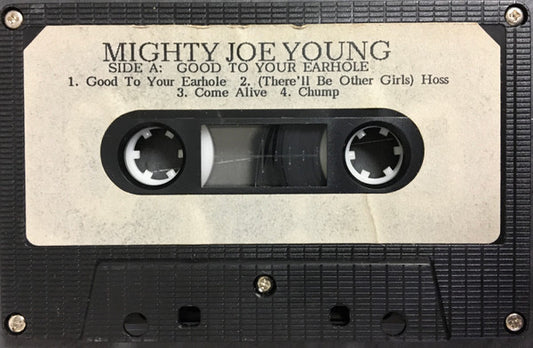 MIGHTY JOE YOUNG
SIDE A: GOOD TO YOUR EARHOLE
1. Good To Your Earhole 2. (There'll Be Other Girls) Hoss
3. Come Alive 4. Chump